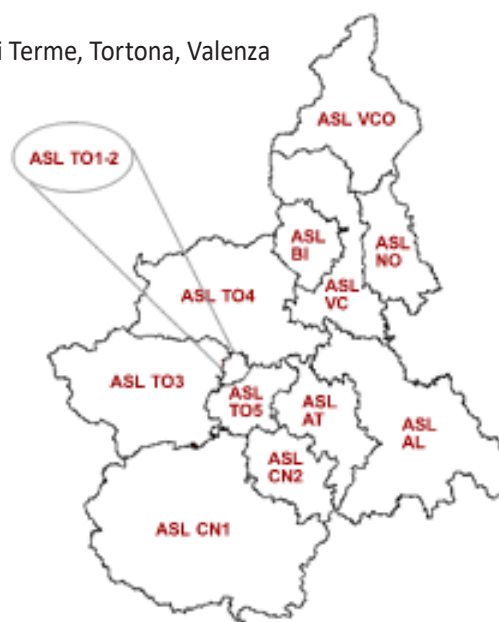 i Terme, Tortona, Valenza
ASL VCO
ASL TO1-2
ASL
BI
ASL
NO
ASL
VC
ASL TO4
ASL TO3
ASL
TO5
ASL
AT
ASL
AL
ASL
CN2
ASL CN1